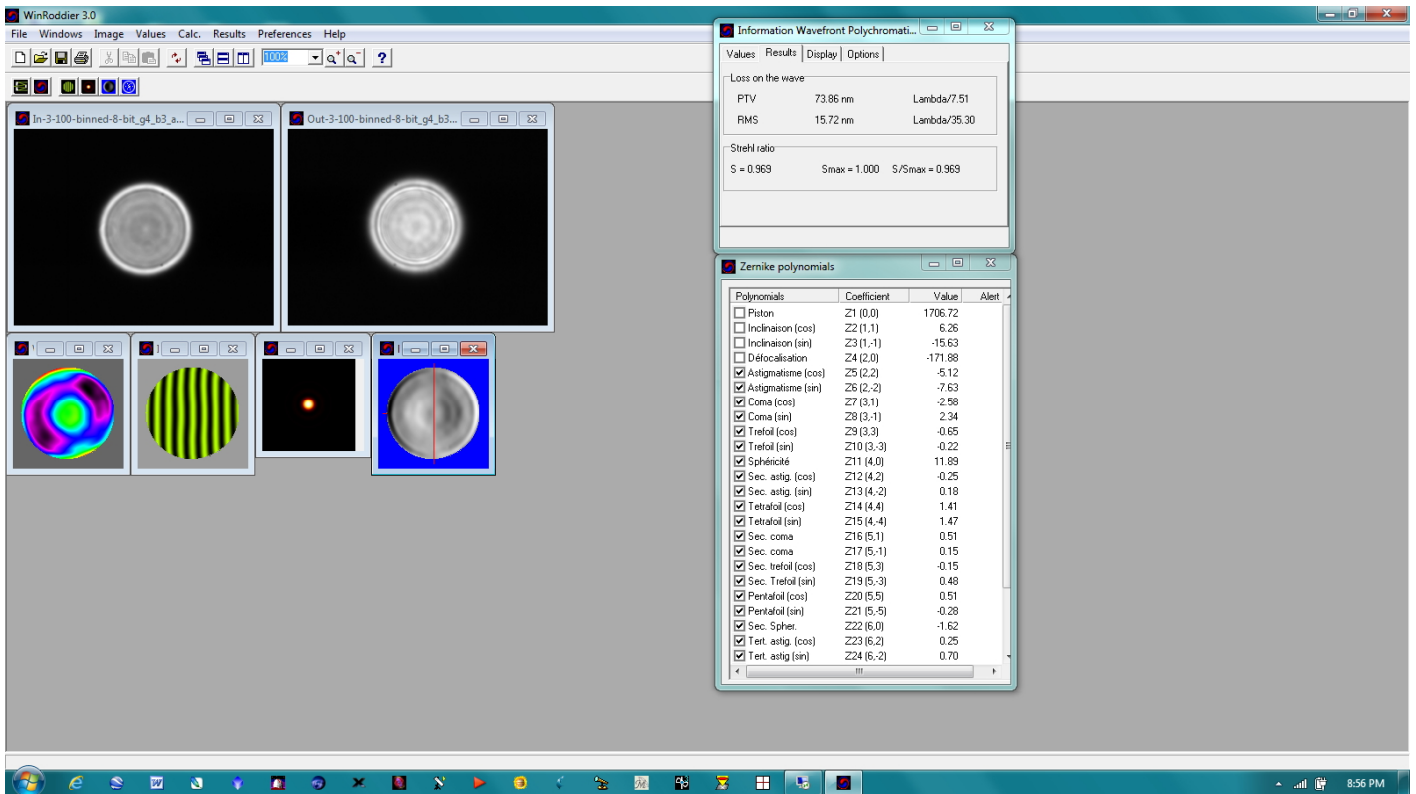 WinRoddier 3.0
File Windows Image Values Calc. Results Preferences Help
100%
In-3-100-binned-8-bit_g4_b3_a...
Out-3-100-binned-8-bit_g4_b3...
Information Wavefront Polychromati...
Values Results Display Options
Loss on the wave
PTV 73.86 nm Lambda/7.51
RMS 15.72 nm Lambda/35.30
Strehl ratio
S = 0.969 Smax = 1.000 S/Smax = 0.969
Zernike polynomials
Polynomials Coefficient Value Alert
Piston Z1 (0,0) 1706.72
Inclinaison (cos) Z2 (1,1) 6.26
Inclinaison (sin) Z3 (1,-1) -15.63
Défocalisation Z4 (2,0) -171.88
Astigmatisme (cos) Z5 (2,2) -5.12
Astigmatisme (sin) Z6 (2,-2) -7.63
Coma (cos) Z7 (3,1) -2.58
Coma (sin) Z8 (3,-1) 2.34
Trefoil (cos) Z9 (3,3) -0.65
Trefoil (sin) Z10 (3,-3) -0.22
Sphéricité Z11 (4,0) 11.89
Sec. astig. (cos) Z12 (4,2) -0.25
Sec. astig. (sin) Z13 (4,-2) 0.18
Tetrafoil (cos) Z14 (4,4) 1.41
Tetrafoil (sin) Z15 (4,-4) 1.47
Sec. coma Z16 (5,1) 0.51
Sec. coma Z17 (5,-1) 0.15
Sec. trefoil (cos) Z18 (5,3) -0.15
Sec. Trefoil (sin) Z19 (5,-3) 0.48
Pentafoil (cos) Z20 (5,5) 0.51
Pentafoil (sin) Z21 (5,-5) -0.28
Sec. Spher. Z22 (6,0) -1.62
Tert. astig. (cos) Z23 (6,2) 0.25
Tert. astig (sin) Z24 (6,-2) 0.70
8:56 PM